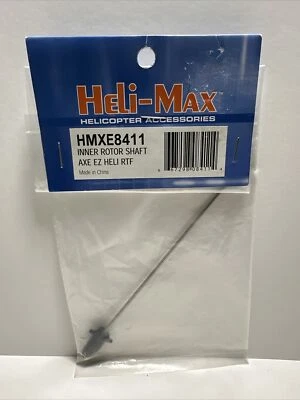 HELI-MAX
HELICOPTER ACCESSORIES
HMXE8411
INNER ROTOR SHAFT
AXE EZ HELI RTF
Made in China